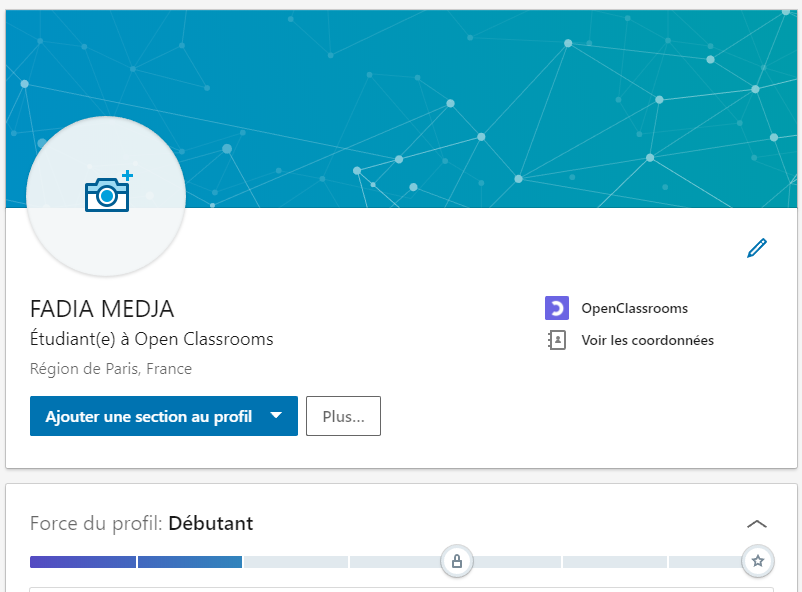 FADIA MEDJA
Étudiant(e) à Open Classrooms
Région de Paris, France
OpenClassrooms
Voir les coordonnées
Ajouter une section au profil
Plus...
Force du profil: Débutant